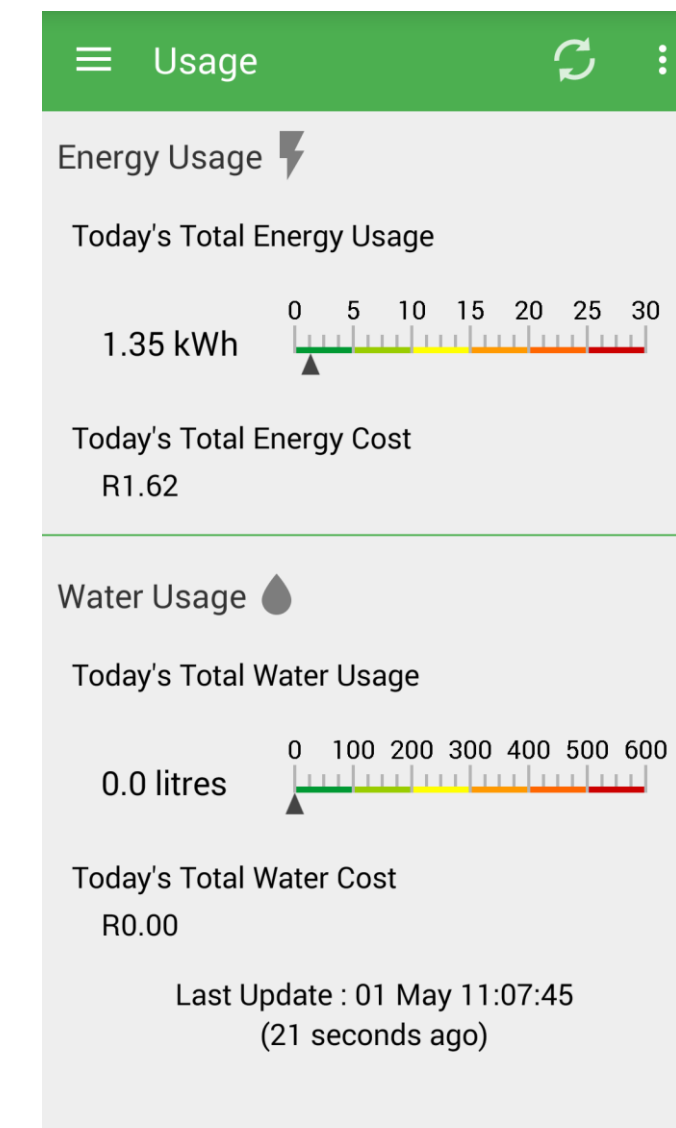 Usage
Energy Usage
Today's Total Energy Usage
0 5 10 15 20 25 30
1.35 kWh
Today's Total Energy Cost
R1.62
Water Usage
Today's Total Water Usage
0 100 200 300 400 500 600
0.0 litres
Today's Total Water Cost
R0.00
Last Update : 01 May 11:07:45
(21 seconds ago)